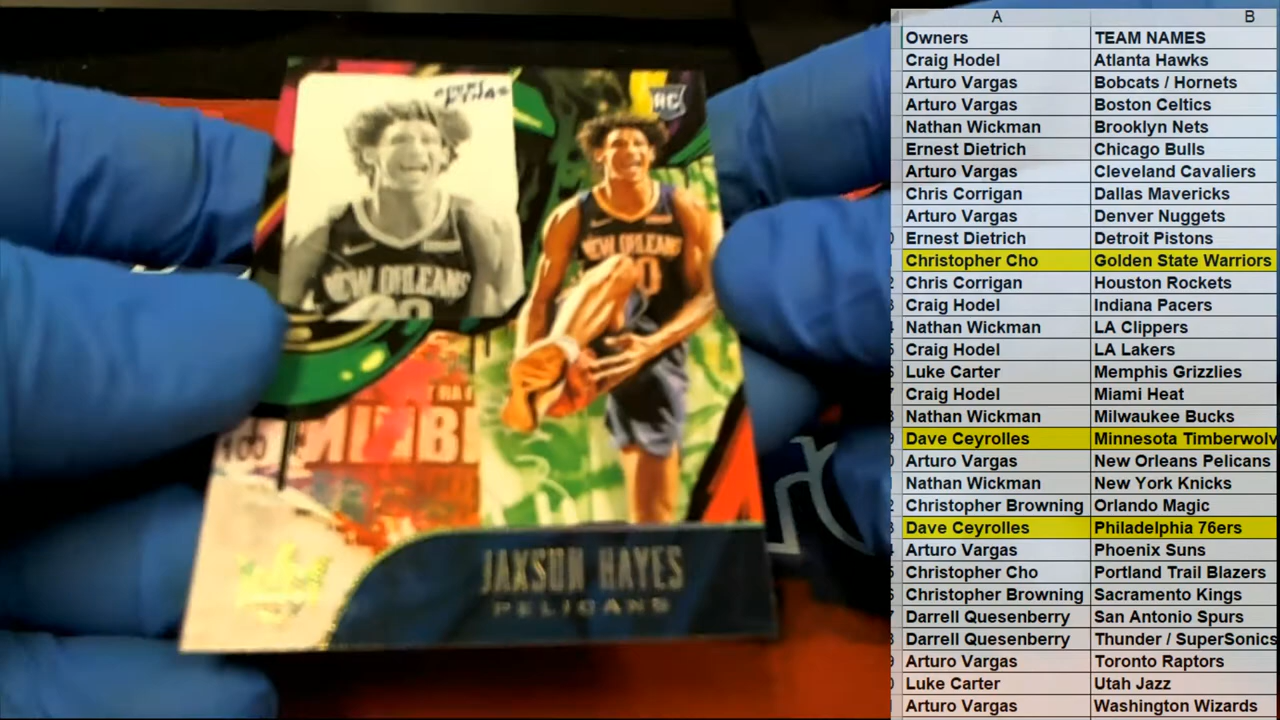 RC
NEW ORLEANS
NEW ORLEANS
100
JAXSON HAYES
PELICANS
A B
Owners TEAM NAMES
Craig Hodel Atlanta Hawks
Arturo Vargas Bobcats / Hornets
Arturo Vargas Boston Celtics
Nathan Wickman Brooklyn Nets
Ernest Dietrich Chicago Bulls
Arturo Vargas Cleveland Cavaliers
Chris Corrigan Dallas Mavericks
Arturo Vargas Denver Nuggets
Ernest Dietrich Detroit Pistons
Christopher Cho Golden State Warriors
Chris Corrigan Houston Rockets
Craig Hodel Indiana Pacers
Nathan Wickman LA Clippers
Craig Hodel LA Lakers
Luke Carter Memphis Grizzlies
Craig Hodel Miami Heat
Nathan Wickman Milwaukee Bucks
Dave Ceyrolles Minnesota Timberwolv
Arturo Vargas New Orleans Pelicans
Nathan Wickman New York Knicks
Christopher Browning Orlando Magic
Dave Ceyrolles Philadelphia 76ers
Arturo Vargas Phoenix Suns
Christopher Cho Portland Trail Blazers
Christopher Browning Sacramento Kings
Darrell Quesenberry San Antonio Spurs
Darrell Quesenberry Thunder / SuperSonics
Arturo Vargas Toronto Raptors
Luke Carter Utah Jazz
Arturo Vargas Washington Wizards